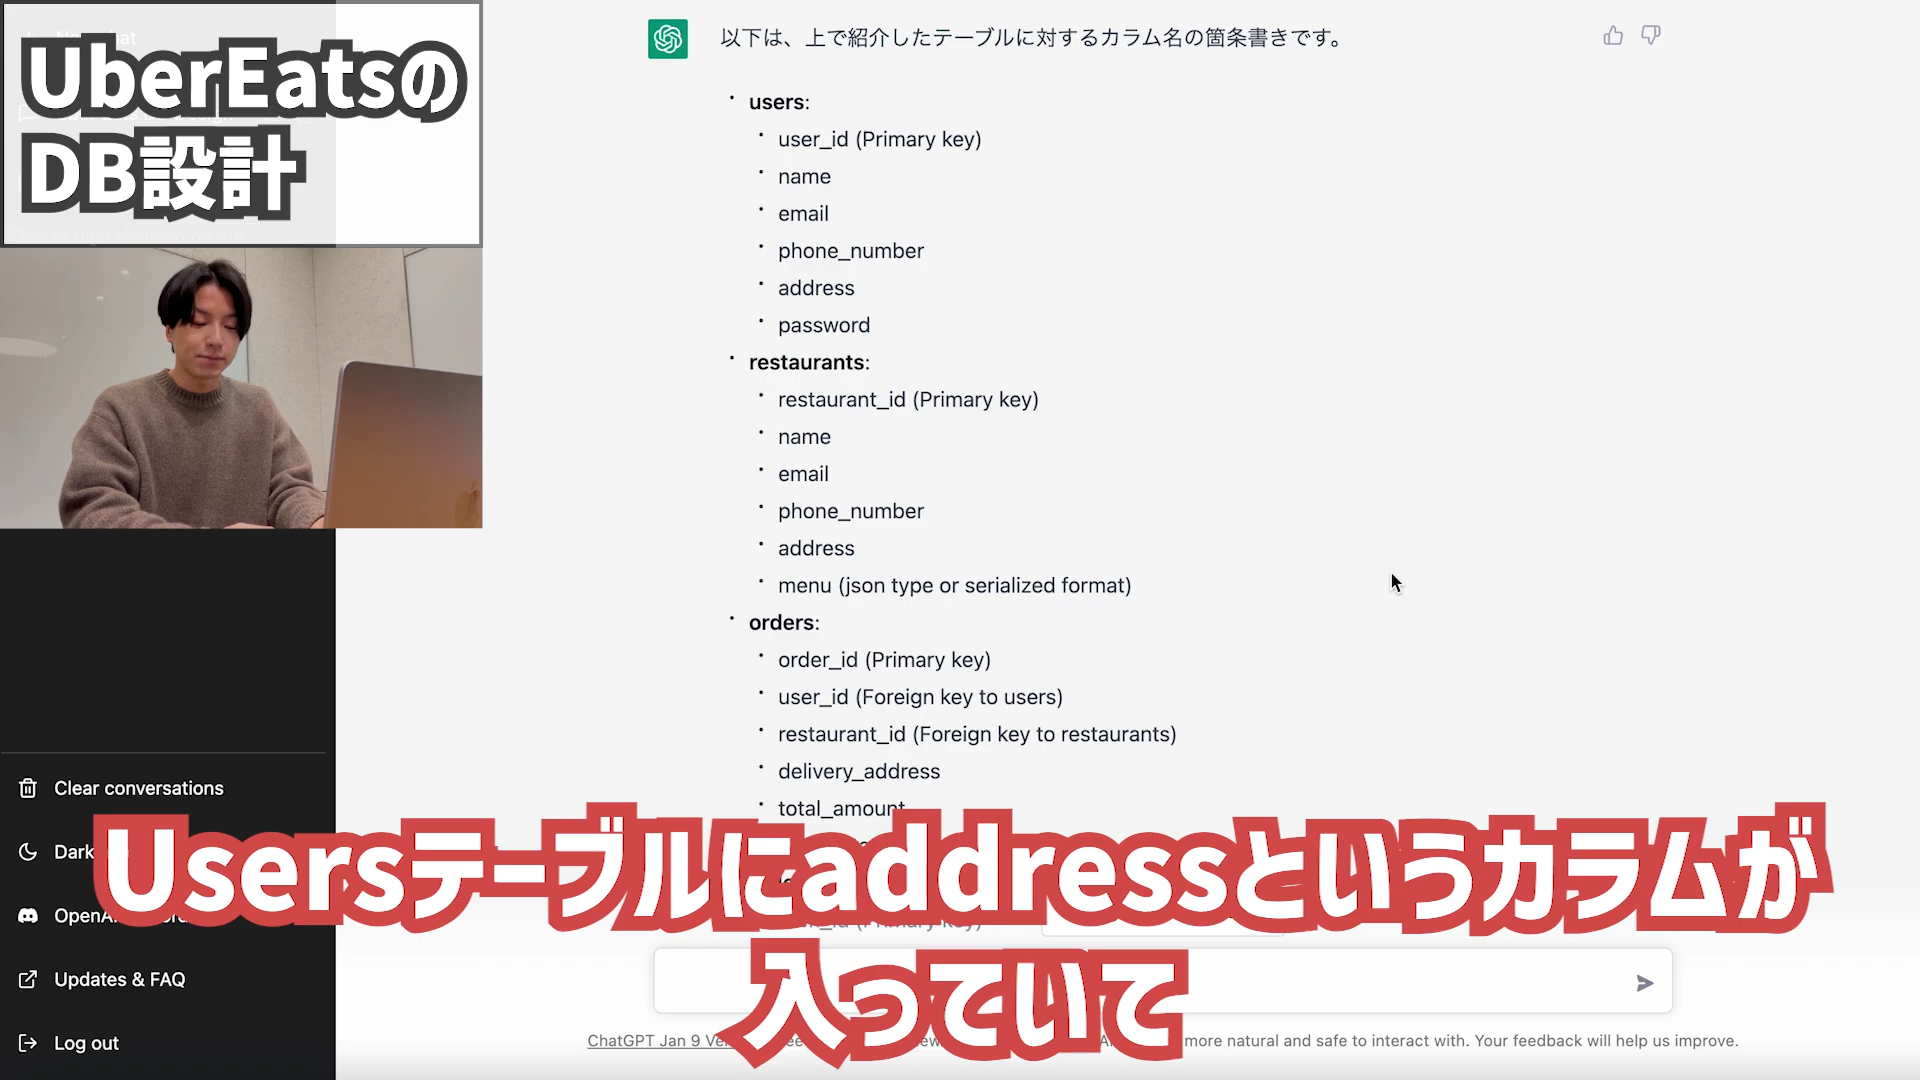 UberEatsの
DB設計
以下は、上で紹介したテーブルに対するカラム名の箇条書きです。
users:
user_id (Primary key)
name
email
phone_number
address
password
restaurants:
restaurant_id (Primary key)
name
email
phone_number
address
menu (json type or serialized format)
orders:
order_id (Primary key)
user_id (Foreign key to users)
restaurant_id (Foreign key to restaurants)
delivery_address
total_amount
Clear conversations
Dark
OpenAI
Updates & FAQ
Log out
Usersテーブルにaddressというカラムが
入っていて
ChatGPT Jan 9
more natural and safe to interact with. Your feedback will help us improve.